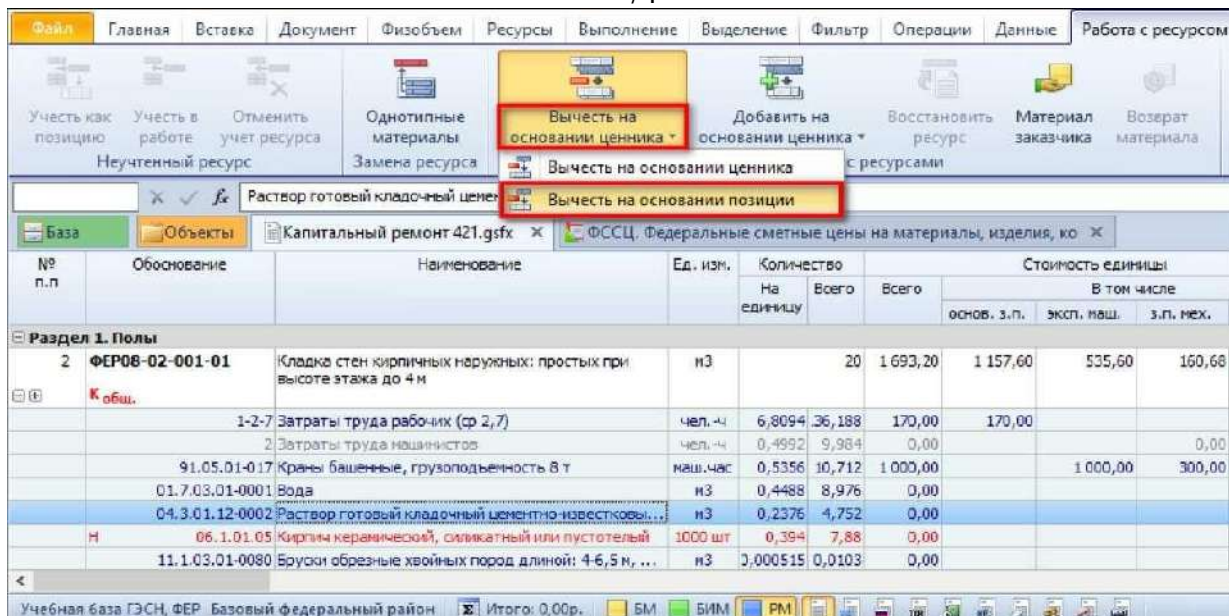 Файл Главная Вставка Документ Физобъем Ресурсы Выполнение Выделение Фильтр Операции Данные Работа с ресурсом
Учесть как позицию
Учесть в работе
Отменить учет ресурса
Однотипные материалы
Вычесть на основании ценника
Добавить на основании ценника
Восстановить ресурс
Материал заказчика
Возврат материала
Неучтенный ресурс Замена ресурса с ресурсами
Вычесть на основании ценника
Вычесть на основании позиции
fx Раствор готовый кладочный цемен
База Объекты Капитальный ремонт 421.gsfx × ФССЦ. Федеральные сметные цены на материалы, изделия, ко ×
№ п.п Обоснование Наименование Ед. изм. Количество Стоимость единицы
На единицу Всего Всего В том числе
основ. з.п. эксп. маш. з.п. мех.
Раздел 1. Полы
2 ФЕР08-02-001-01 Кладка стен кирпичных наружных: простых при высоте этажа до 4 м м3 20 1 693,20 1 157,60 535,60 160,68
К общ.
1-2-7 Затраты труда рабочих (ср 2,7) чел.-ч 6,8094 36,188 170,00 170,00
2 Затраты труда машинистов чел.-ч 0,4992 9,984 0,00 0,00
91.05.01-017 Краны башенные, грузоподъемность 8 т маш.час 0,5356 10,712 1 000,00 1 000,00 300,00
01.7.03.01-0001 Вода м3 0,4488 8,976 0,00
04.3.01.12-0002 Раствор готовый кладочный цементно-известковы... м3 0,2376 4,752 0,00
Н 06.1.01.05 Кирпич керамический, силикатный или пустотелый 1000 шт 0,394 7,88 0,00
11.1.03.01-0080 Бруски обрезные хвойных пород длиной: 4-6,5 м, ... м3 0,000515 0,0103 0,00
Учебная база ГЭСН, ФЕР Базовый федеральный район Σ Итого: 0,00р. БМ БИМ РМ